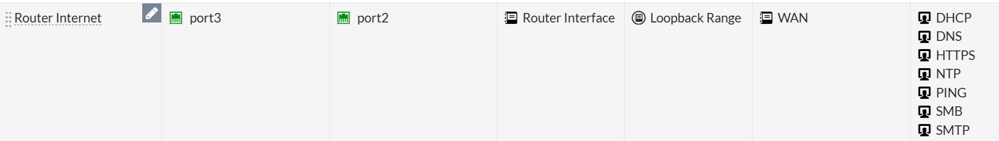 Router Internet port3 port2 Router Interface Loopback Range WAN DHCP
DNS
HTTPS
NTP
PING
SMB
SMTP